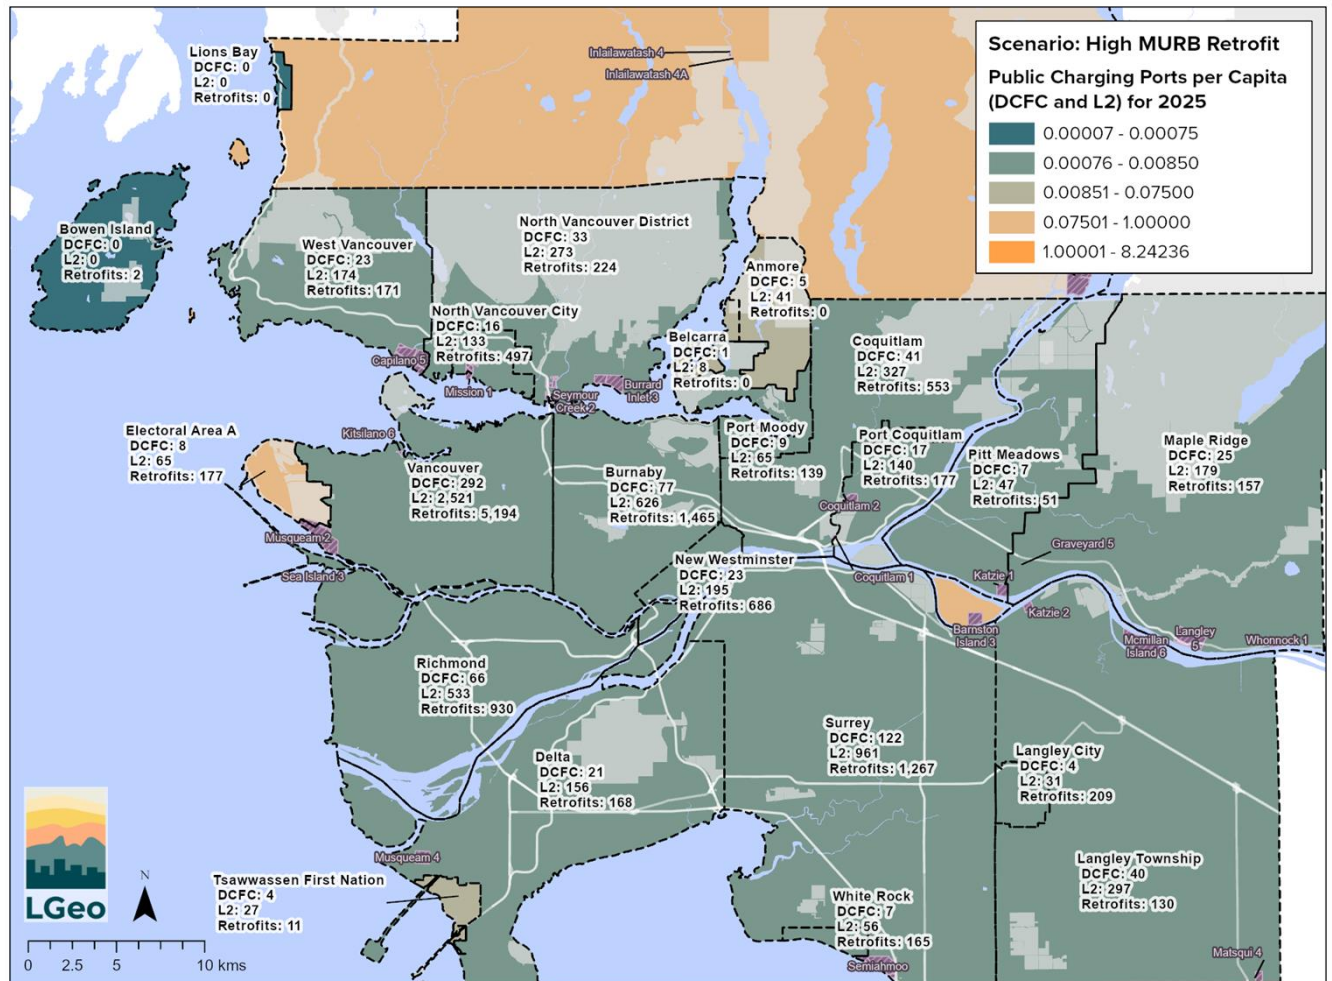 Scenario: High MURB Retrofit
Public Charging Ports per Capita
(DCFC and L2) for 2025
0.00007 - 0.00075
0.00076 - 0.00850
0.00851 - 0.07500
0.07501 - 1.00000
1.00001 - 8.24236
Lions Bay
DCFC: 0
L2: 0
Retrofits: 0
Inlailawatash 4
Inlailawatash 4A
Bowen Island
DCFC: 0
L2: 0
Retrofits: 2
West Vancouver
DCFC: 23
L2: 174
Retrofits: 171
North Vancouver District
DCFC: 33
L2: 273
Retrofits: 224
Anmore
DCFC: 5
L2: 41
Retrofits: 0
North Vancouver City
DCFC: 16
L2: 133
Retrofits: 497
Belcarra
DCFC: 1
L2: 8
Retrofits: 0
Coquitlam
DCFC: 41
L2: 327
Retrofits: 553
Capilano 5
Mission 1
Seymour
Creek 2
Burrard
Inlet 3
Kitsilano 6
Electoral Area A
DCFC: 8
L2: 65
Retrofits: 177
Vancouver
DCFC: 292
L2: 2,521
Retrofits: 5,194
Burnaby
DCFC: 77
L2: 626
Retrofits: 1,465
Port Moody
DCFC: 9
L2: 65
Retrofits: 139
Port Coquitlam
DCFC: 17
L2: 140
Retrofits: 177
Pitt Meadows
DCFC: 7
L2: 47
Retrofits: 51
Maple Ridge
DCFC: 25
L2: 179
Retrofits: 157
Coquitlam 2
Musqueam 2
Sea Island 3
New Westminster
DCFC: 23
L2: 195
Retrofits: 686
Coquitlam 1
Graveyard 5
Katzie 1
Katzie 2
Barnston
Island 3
Mcmillan
Island 6
Langley
5
Whonnock 1
Richmond
DCFC: 66
L2: 533
Retrofits: 930
Delta
DCFC: 21
L2: 156
Retrofits: 168
Surrey
DCFC: 122
L2: 961
Retrofits: 1,267
Langley City
DCFC: 4
L2: 31
Retrofits: 209
Musqueam 4
Tsawwassen First Nation
DCFC: 4
L2: 27
Retrofits: 11
White Rock
DCFC: 7
L2: 56
Retrofits: 165
Semiahmoo
Langley Township
DCFC: 40
L2: 297
Retrofits: 130
Matsqui 4
LGeo
N
0 2.5 5 10 kms